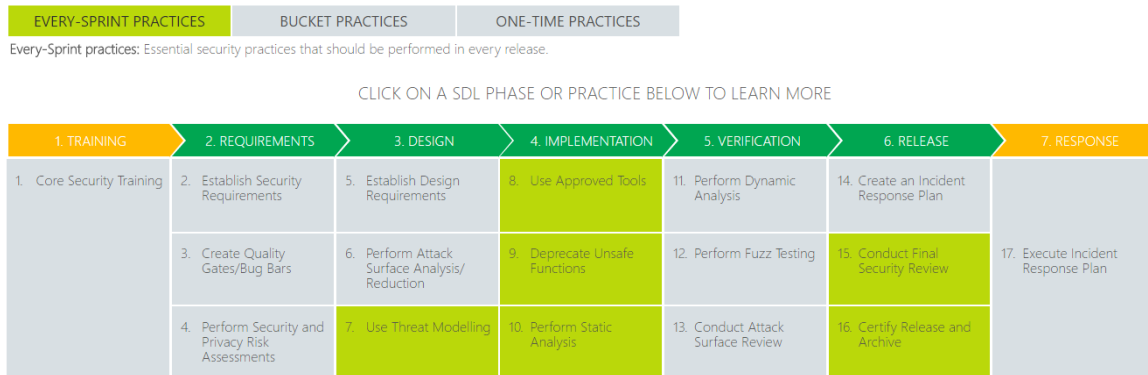 EVERY-SPRINT PRACTICES
BUCKET PRACTICES
ONE-TIME PRACTICES
Every-Sprint practices: Essential security practices that should be performed in every release.
CLICK ON A SDL PHASE OR PRACTICE BELOW TO LEARN MORE
1. TRAINING
2. REQUIREMENTS
3. DESIGN
4. IMPLEMENTATION
5. VERIFICATION
6. RELEASE
7. RESPONSE
1. Core Security Training
2. Establish Security
Requirements
3. Create Quality
Gates/Bug Bars
4. Perform Security and
Privacy Risk
Assessments
5. Establish Design
Requirements
6. Perform Attack
Surface Analysis/
Reduction
7. Use Threat Modelling
8. Use Approved Tools
9. Deprecate Unsafe
Functions
10. Perform Static
Analysis
11. Perform Dynamic
Analysis
12. Perform Fuzz Testing
13. Conduct Attack
Surface Review
14. Create an Incident
Response Plan
15. Conduct Final
Security Review
16. Certify Release and
Archive
17. Execute Incident
Response Plan